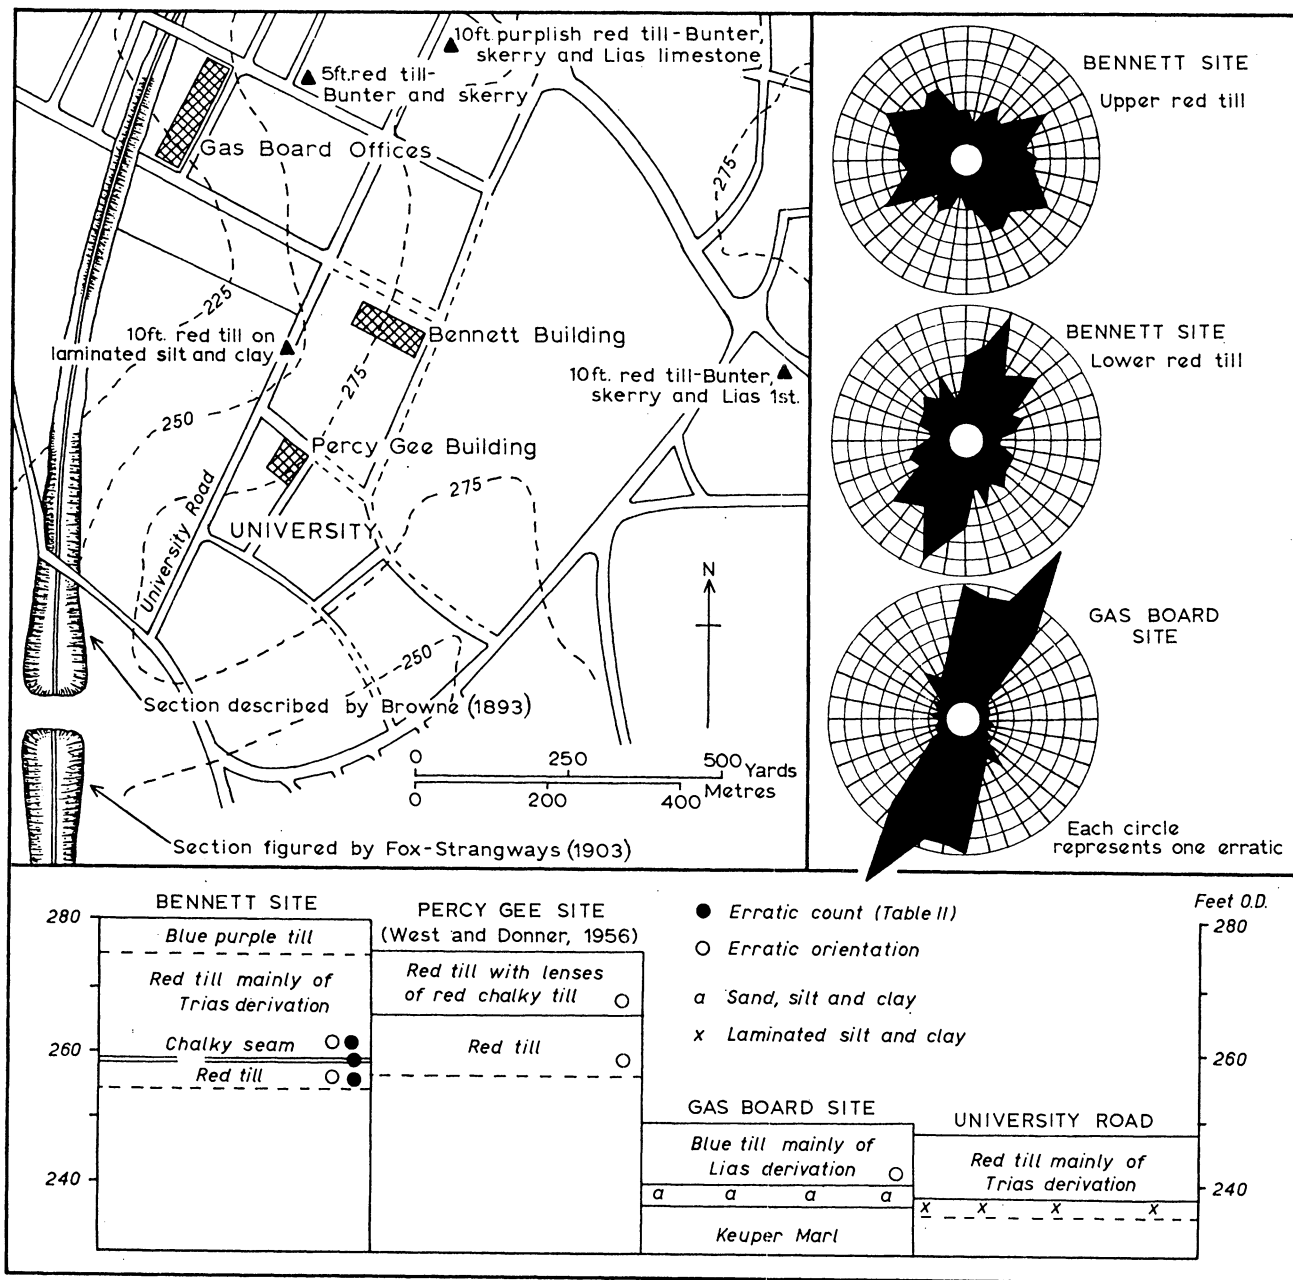 10ft. purplish red till-Bunter,
skerry and Lias limestone
5ft. red till-
Bunter and skerry
Gas Board Offices
275
225
10ft. red till on
laminated silt and clay
Bennett Building
275
10ft. red till-Bunter,
skerry and Lias lst.
250
Percy Gee Building
275
University Road
UNIVERSITY
N
250
Section described by Browne (1893)
0 250 500 Yards
0 200 400 Metres
Section figured by Fox-Strangways (1903)
BENNETT SITE
Upper red till
BENNETT SITE
Lower red till
GAS BOARD
SITE
Each circle
represents one erratic
BENNETT SITE
280
Blue purple till
Red till mainly of
Trias derivation
260
Chalky seam
Red till
240
PERCY GEE SITE
(West and Donner, 1956)
Red till with lenses
of red chalky till
Red till
Erratic count (Table II)
Erratic orientation
a Sand, silt and clay
x Laminated silt and clay
GAS BOARD SITE
Blue till mainly of
Lias derivation
a a a a
Keuper Marl
UNIVERSITY ROAD
Red till mainly of
Trias derivation
x x x x
Feet O.D.
280
260
240